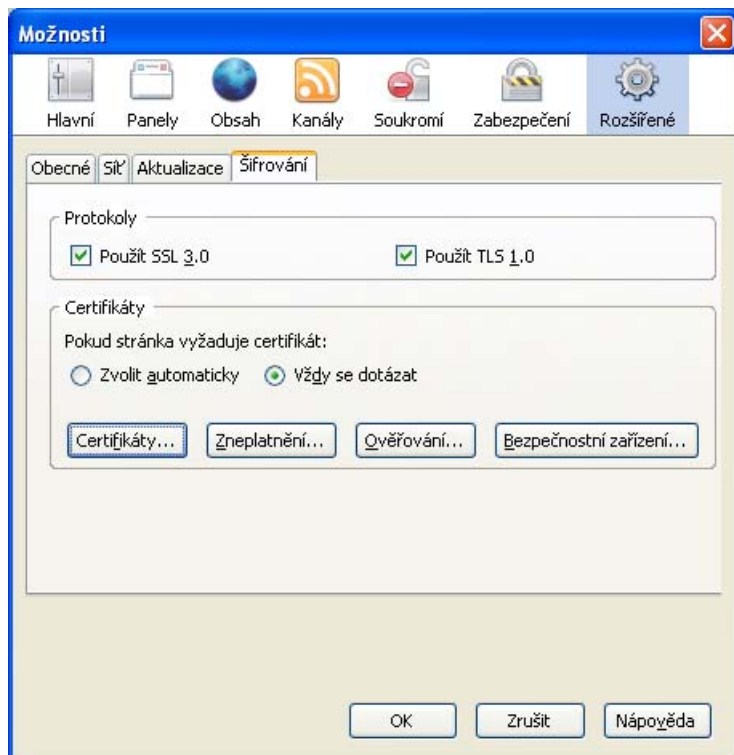 Možnosti
Hlavní Panely Obsah Kanály Soukromí Zabezpečení Rozšířené
Obecné Síť Aktualizace Šifrování
Protokoly
Použít SSL 3.0 Použít TLS 1.0
Certifikáty
Pokud stránka vyžaduje certifikát:
Zvolit automaticky Vždy se dotázat
Certifikáty... Zneplatnění... Ověřování... Bezpečnostní zařízení...
OK Zrušit Nápověda